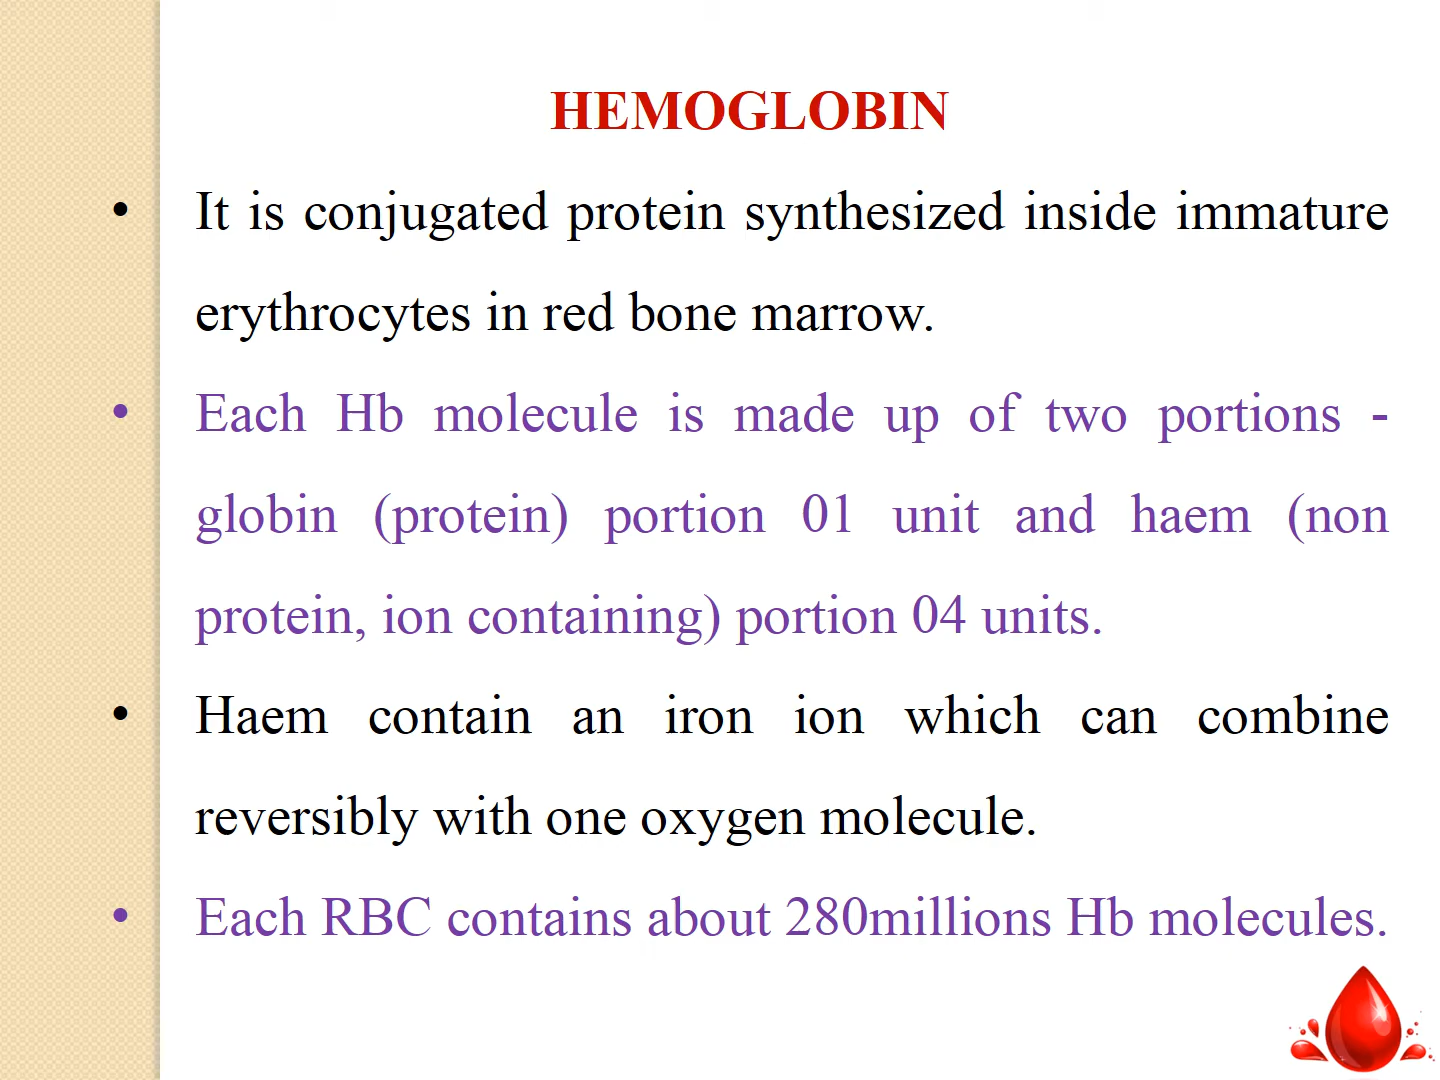 HEMOGLOBIN
• It is conjugated protein synthesized inside immature
erythrocytes in red bone marrow.
• Each Hb molecule is made up of two portions -
globin (protein) portion 01 unit and haem (non
protein, ion containing) portion 04 units.
• Haem contain an iron ion which can combine
reversibly with one oxygen molecule.
• Each RBC contains about 280millions Hb molecules.